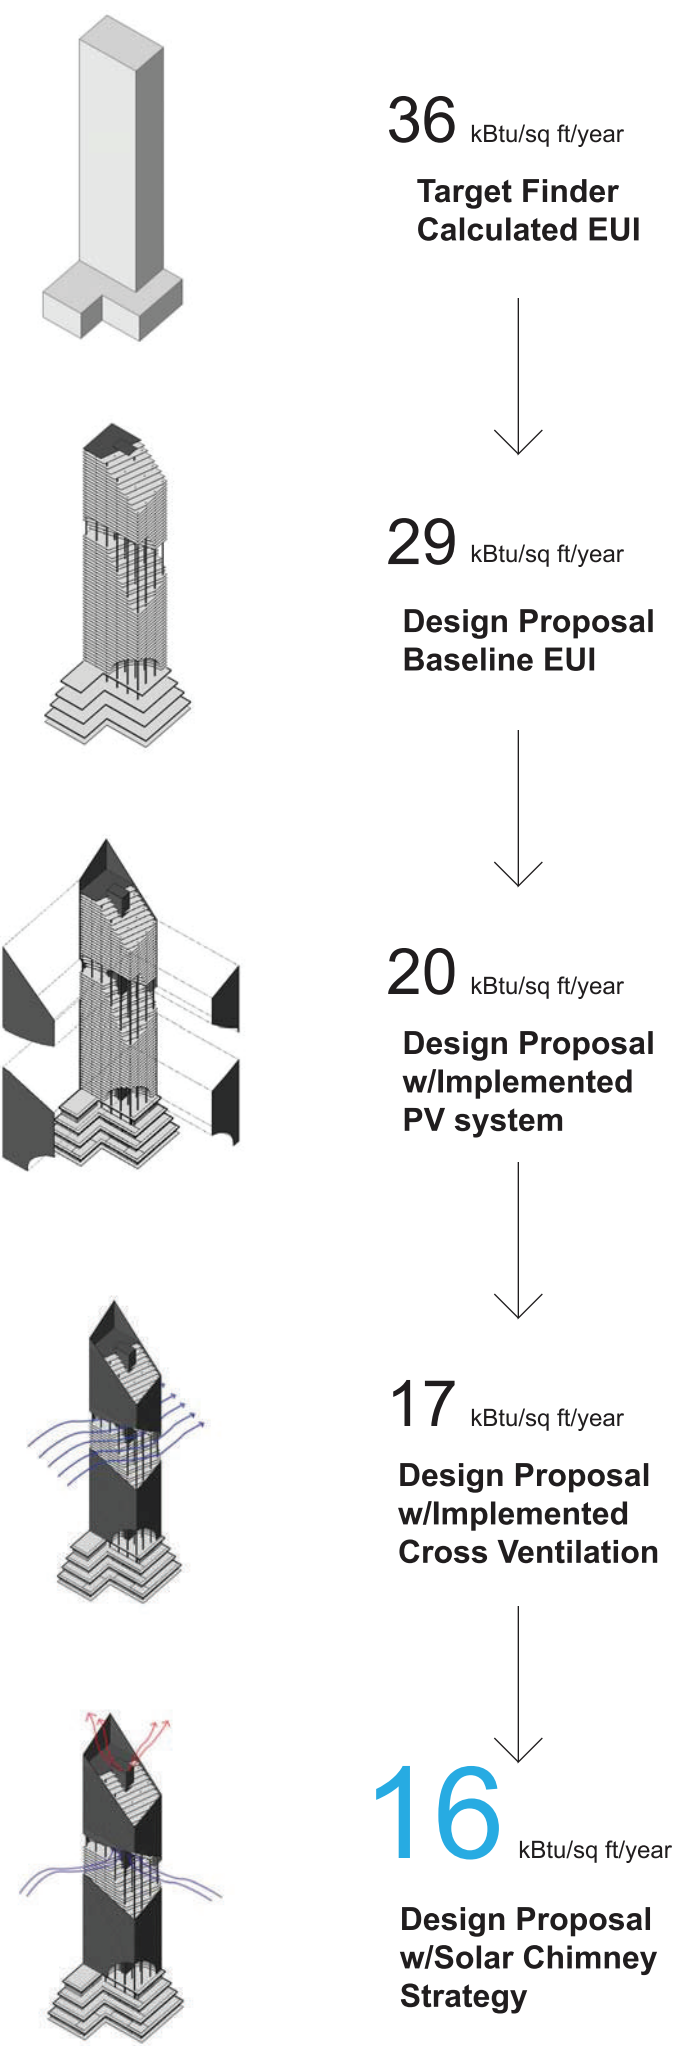 36 kBtu/sq ft/year
Target Finder
Calculated EUI
29 kBtu/sq ft/year
Design Proposal
Baseline EUI
20 kBtu/sq ft/year
Design Proposal
w/Implemented
PV system
17 kBtu/sq ft/year
Design Proposal
w/Implemented
Cross Ventilation
16 kBtu/sq ft/year
Design Proposal
w/Solar Chimney
Strategy